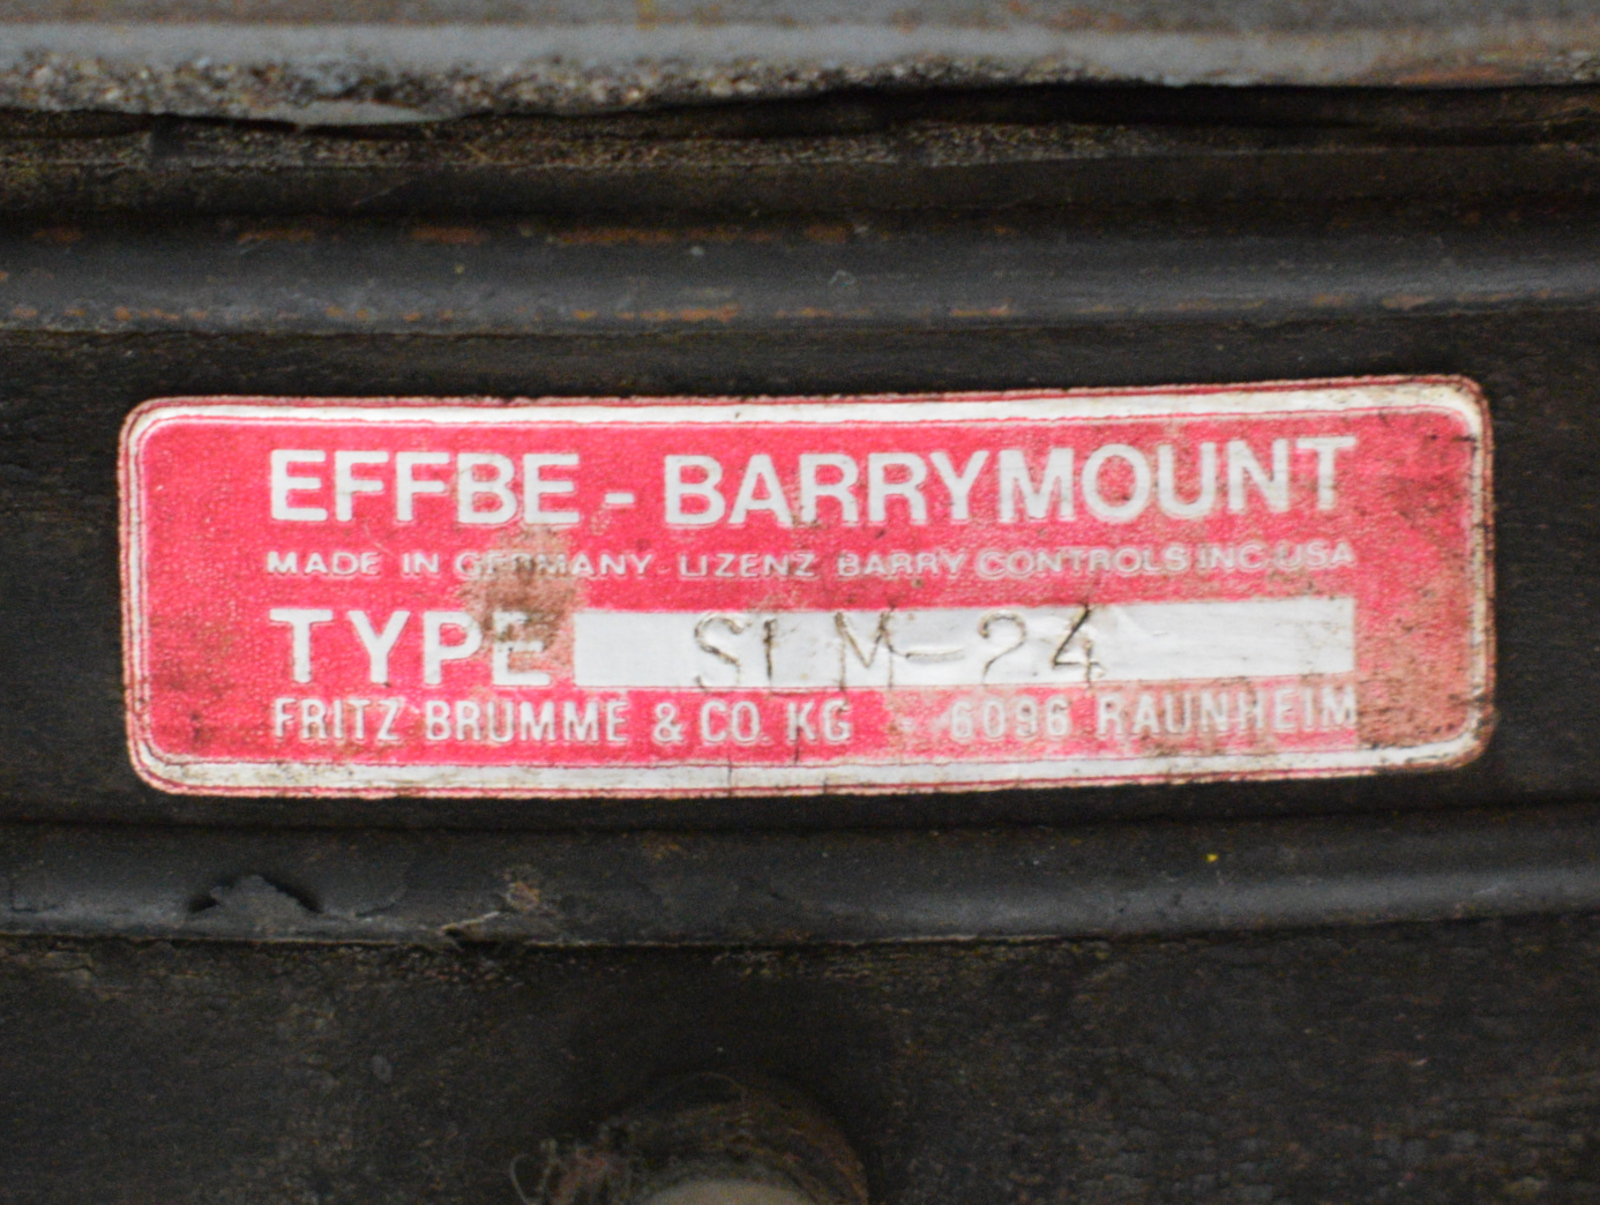 EFFBE - BARRYMOUNT
MADE IN GERMANY - LIZENZ BARRY CONTROLS INC USA
TYPE SLM-24
FRITZ BRUMME & CO. KG - 6096 RAUNHEIM